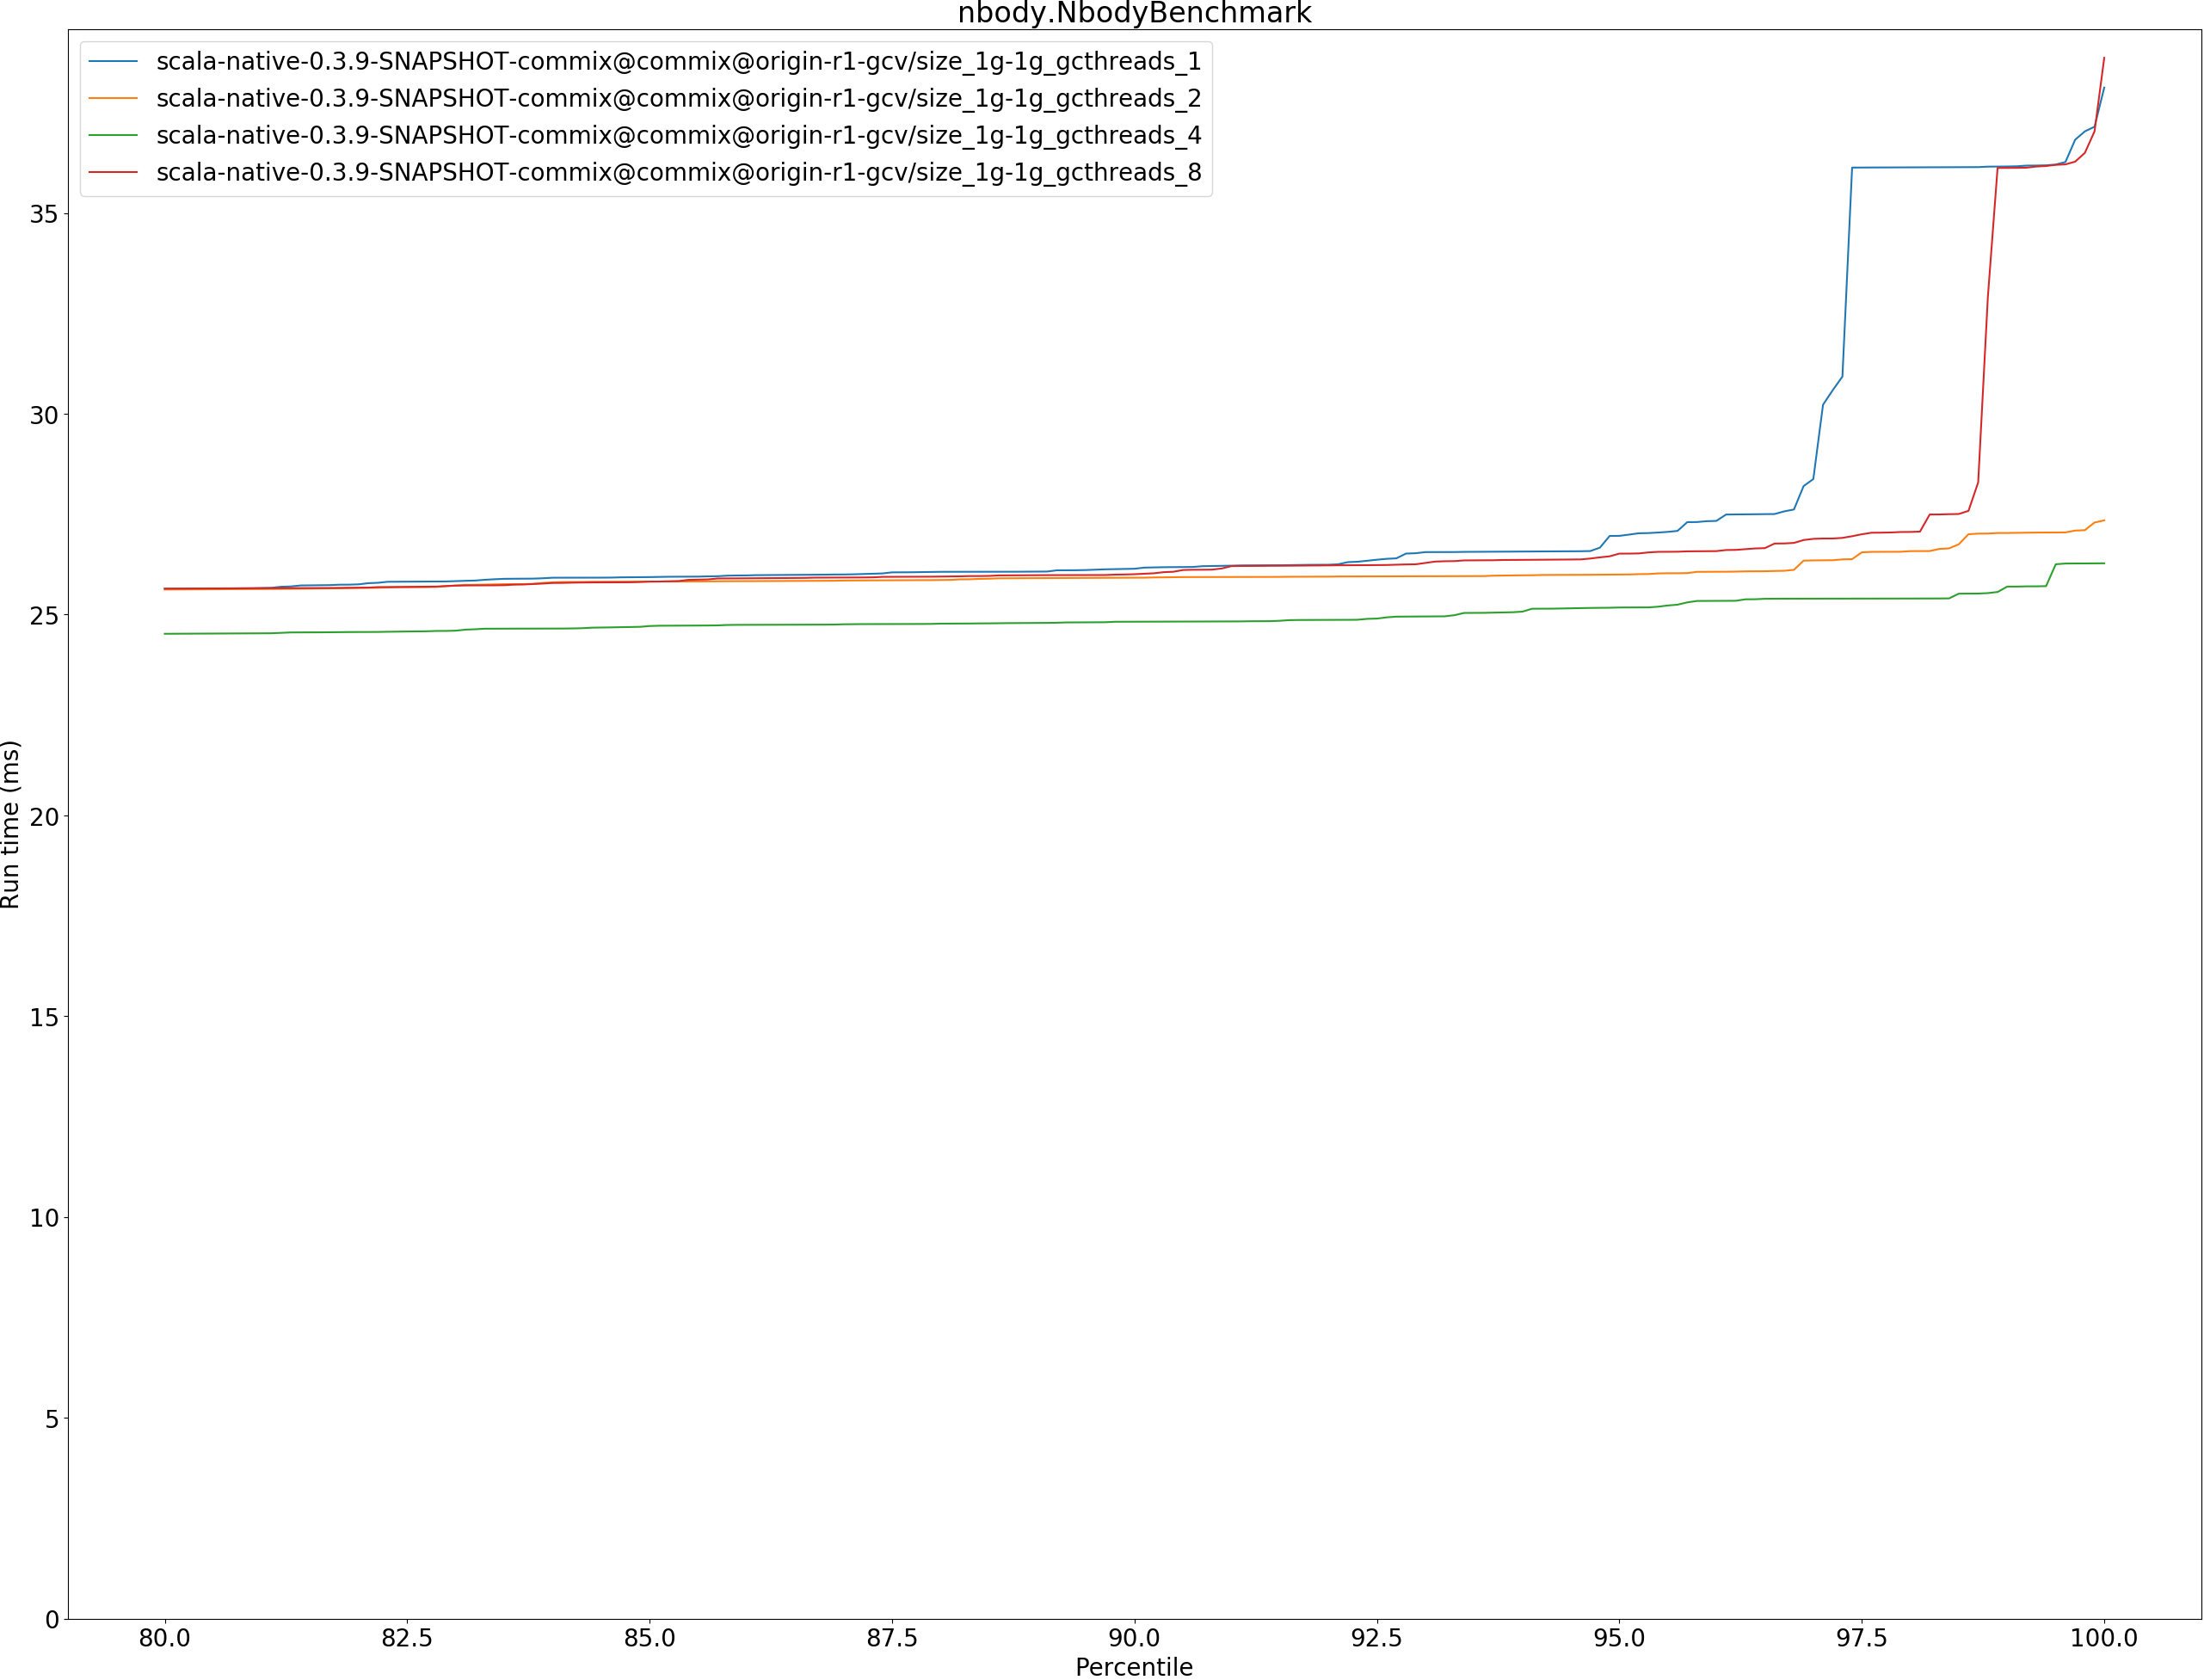 nbody.NbodyBenchmark
scala-native-0.3.9-SNAPSHOT-commix@commix@origin-r1-gcv/size_1g-1g_gcthreads_1
scala-native-0.3.9-SNAPSHOT-commix@commix@origin-r1-gcv/size_1g-1g_gcthreads_2
scala-native-0.3.9-SNAPSHOT-commix@commix@origin-r1-gcv/size_1g-1g_gcthreads_4
scala-native-0.3.9-SNAPSHOT-commix@commix@origin-r1-gcv/size_1g-1g_gcthreads_8
35
30
25
20
15
10
5
0
Run time (ms)
80.0 82.5 85.0 87.5 90.0 92.5 95.0 97.5 100.0
Percentile